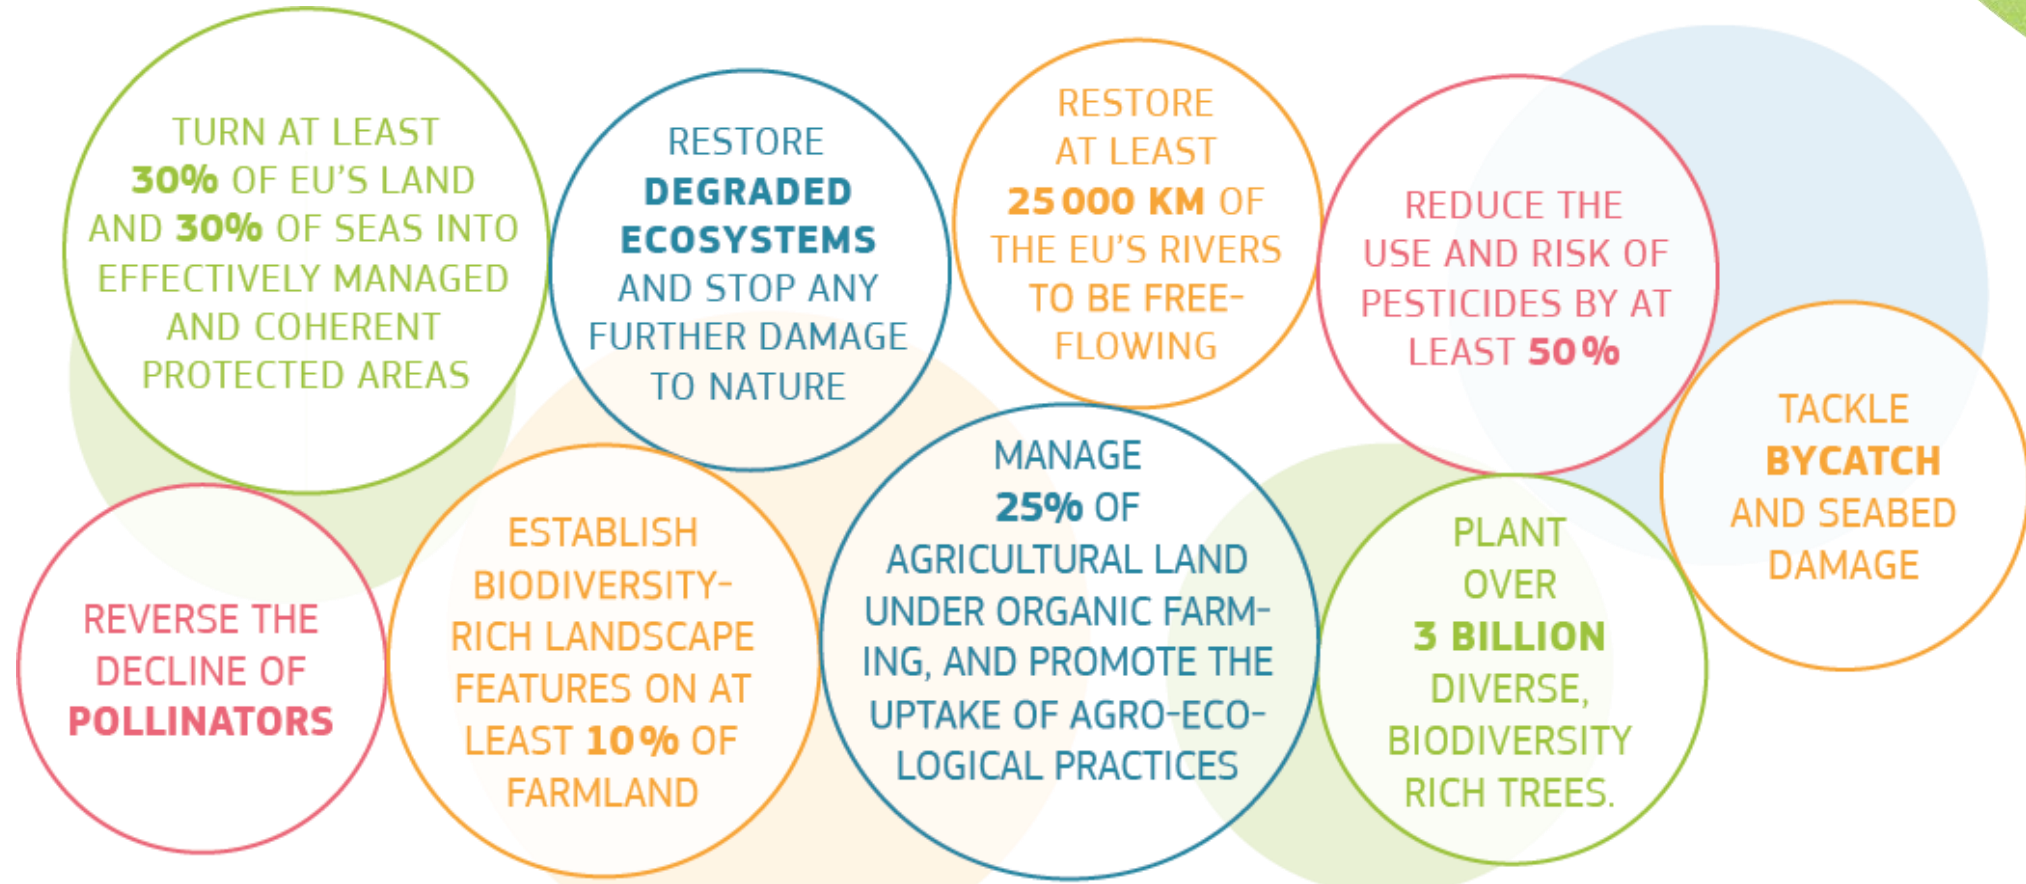 TURN AT LEAST
30% OF EU'S LAND
AND 30% OF SEAS INTO
EFFECTIVELY MANAGED
AND COHERENT
PROTECTED AREAS
RESTORE
DEGRADED
ECOSYSTEMS
AND STOP ANY
FURTHER DAMAGE
TO NATURE
RESTORE
AT LEAST
25 000 KM OF
THE EU'S RIVERS
TO BE FREE-
FLOWING
REDUCE THE
USE AND RISK OF
PESTICIDES BY AT
LEAST 50%
TACKLE
BYCATCH
AND SEABED
DAMAGE
REVERSE THE
DECLINE OF
POLLINATORS
ESTABLISH
BIODIVERSITY-
RICH LANDSCAPE
FEATURES ON AT
LEAST 10% OF
FARMLAND
MANAGE
25% OF
AGRICULTURAL LAND
UNDER ORGANIC FARM-
ING, AND PROMOTE THE
UPTAKE OF AGRO-ECO-
LOGICAL PRACTICES
PLANT
OVER
3 BILLION
DIVERSE,
BIODIVERSITY
RICH TREES.